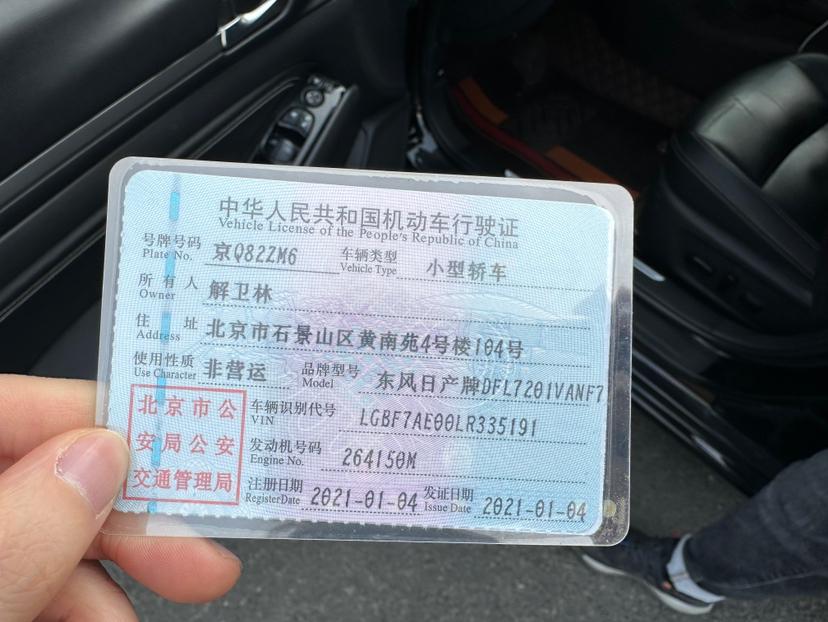 中华人民共和国机动车行驶证
Vehicle License of the People's Republic of China
号牌号码 京Q82ZM6 车辆类型 小型轿车
Plate No. Vehicle Type
所有人 解卫林
Owner
住址 北京市石景山区黄南苑4号楼104号
Address
使用性质 非营运 品牌型号 东风日产牌DFL7201VANF7
Use Character Model
北京市公
安局公安
交通管理局
车辆识别代号 LGBF7AE00LR335191
VIN
发动机号码 264150M
Engine No.
注册日期 2021-01-04 发证日期 2021-01-04
RegisterDate Issue Date